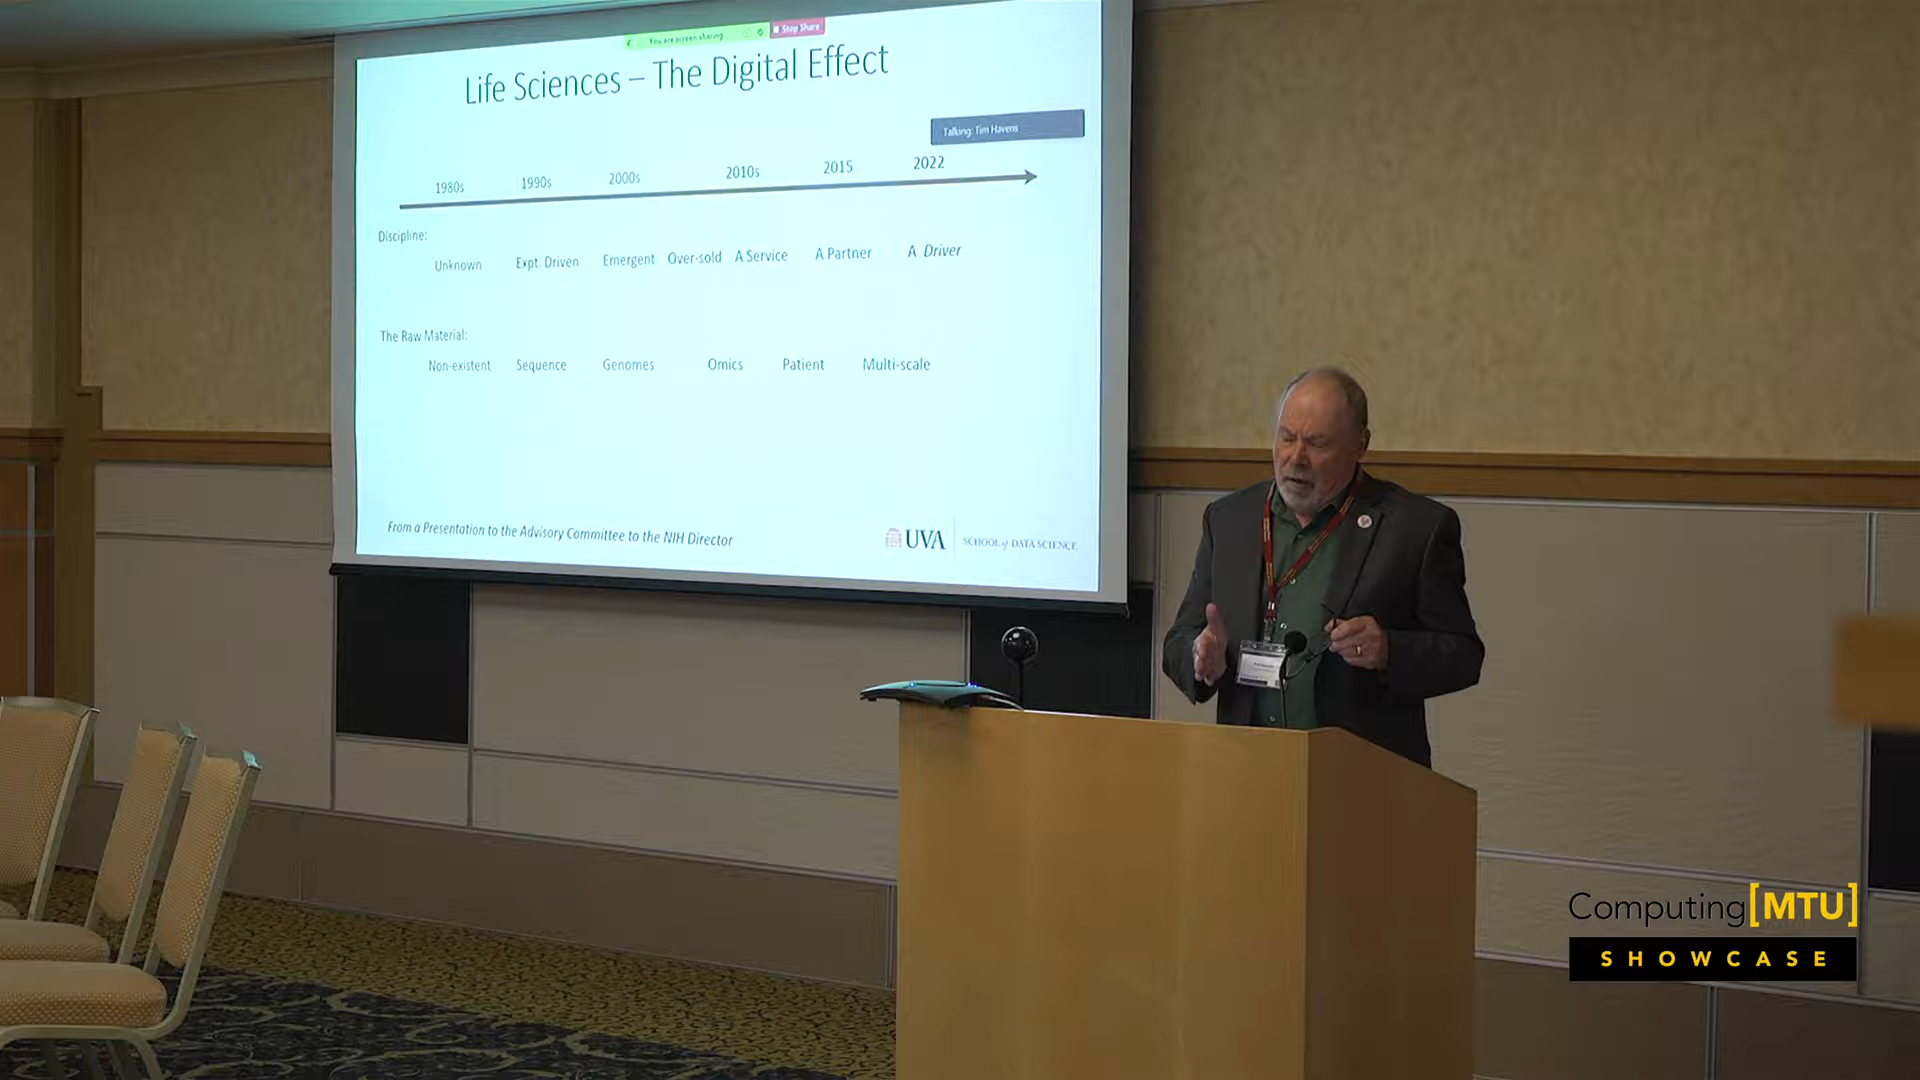 You are screen sharing
Stop Share
Life Sciences – The Digital Effect
Talking: Tim Havens
1980s 1990s 2000s 2010s 2015 2022
Discipline:
Unknown Expt. Driven Emergent Over-sold A Service A Partner A Driver
The Raw Material:
Non-existent Sequence Genomes Omics Patient Multi-scale
From a Presentation to the Advisory Committee to the NIH Director
UVA SCHOOL of DATA SCIENCE
Computing[MTU]
SHOWCASE